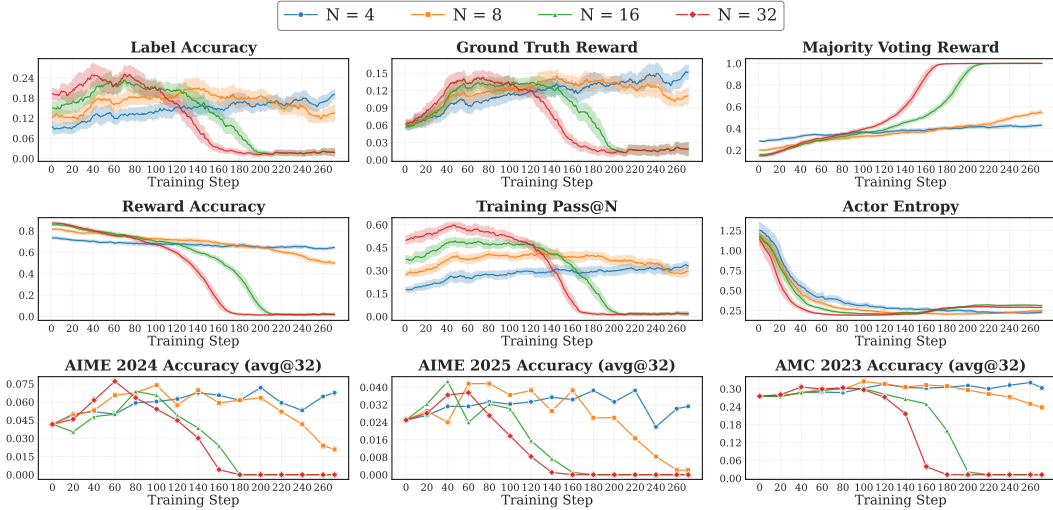 N = 4 N = 8 N = 16 N = 32
Label Accuracy
0.24
0.18
0.12
0.06
0.00
0 20 40 60 80 100 120 140 160 180 200 220 240 260
Training Step
Ground Truth Reward
0.15
0.12
0.09
0.06
0.03
0.00
0 20 40 60 80 100 120 140 160 180 200 220 240 260
Training Step
Majority Voting Reward
1.0
0.8
0.6
0.4
0.2
0 20 40 60 80 100 120 140 160 180 200 220 240 260
Training Step
Reward Accuracy
0.8
0.6
0.4
0.2
0.0
0 20 40 60 80 100 120 140 160 180 200 220 240 260
Training Step
Training Pass@N
0.60
0.45
0.30
0.15
0.00
0 20 40 60 80 100 120 140 160 180 200 220 240 260
Training Step
Actor Entropy
1.25
1.00
0.75
0.50
0.25
0 20 40 60 80 100 120 140 160 180 200 220 240 260
Training Step
AIME 2024 Accuracy (avg@32)
0.075
0.060
0.045
0.030
0.015
0.000
0 20 40 60 80 100 120 140 160 180 200 220 240 260
Training Step
AIME 2025 Accuracy (avg@32)
0.040
0.032
0.024
0.016
0.008
0.000
0 20 40 60 80 100 120 140 160 180 200 220 240 260
Training Step
AMC 2023 Accuracy (avg@32)
0.30
0.24
0.18
0.12
0.06
0.00
0 20 40 60 80 100 120 140 160 180 200 220 240 260
Training Step